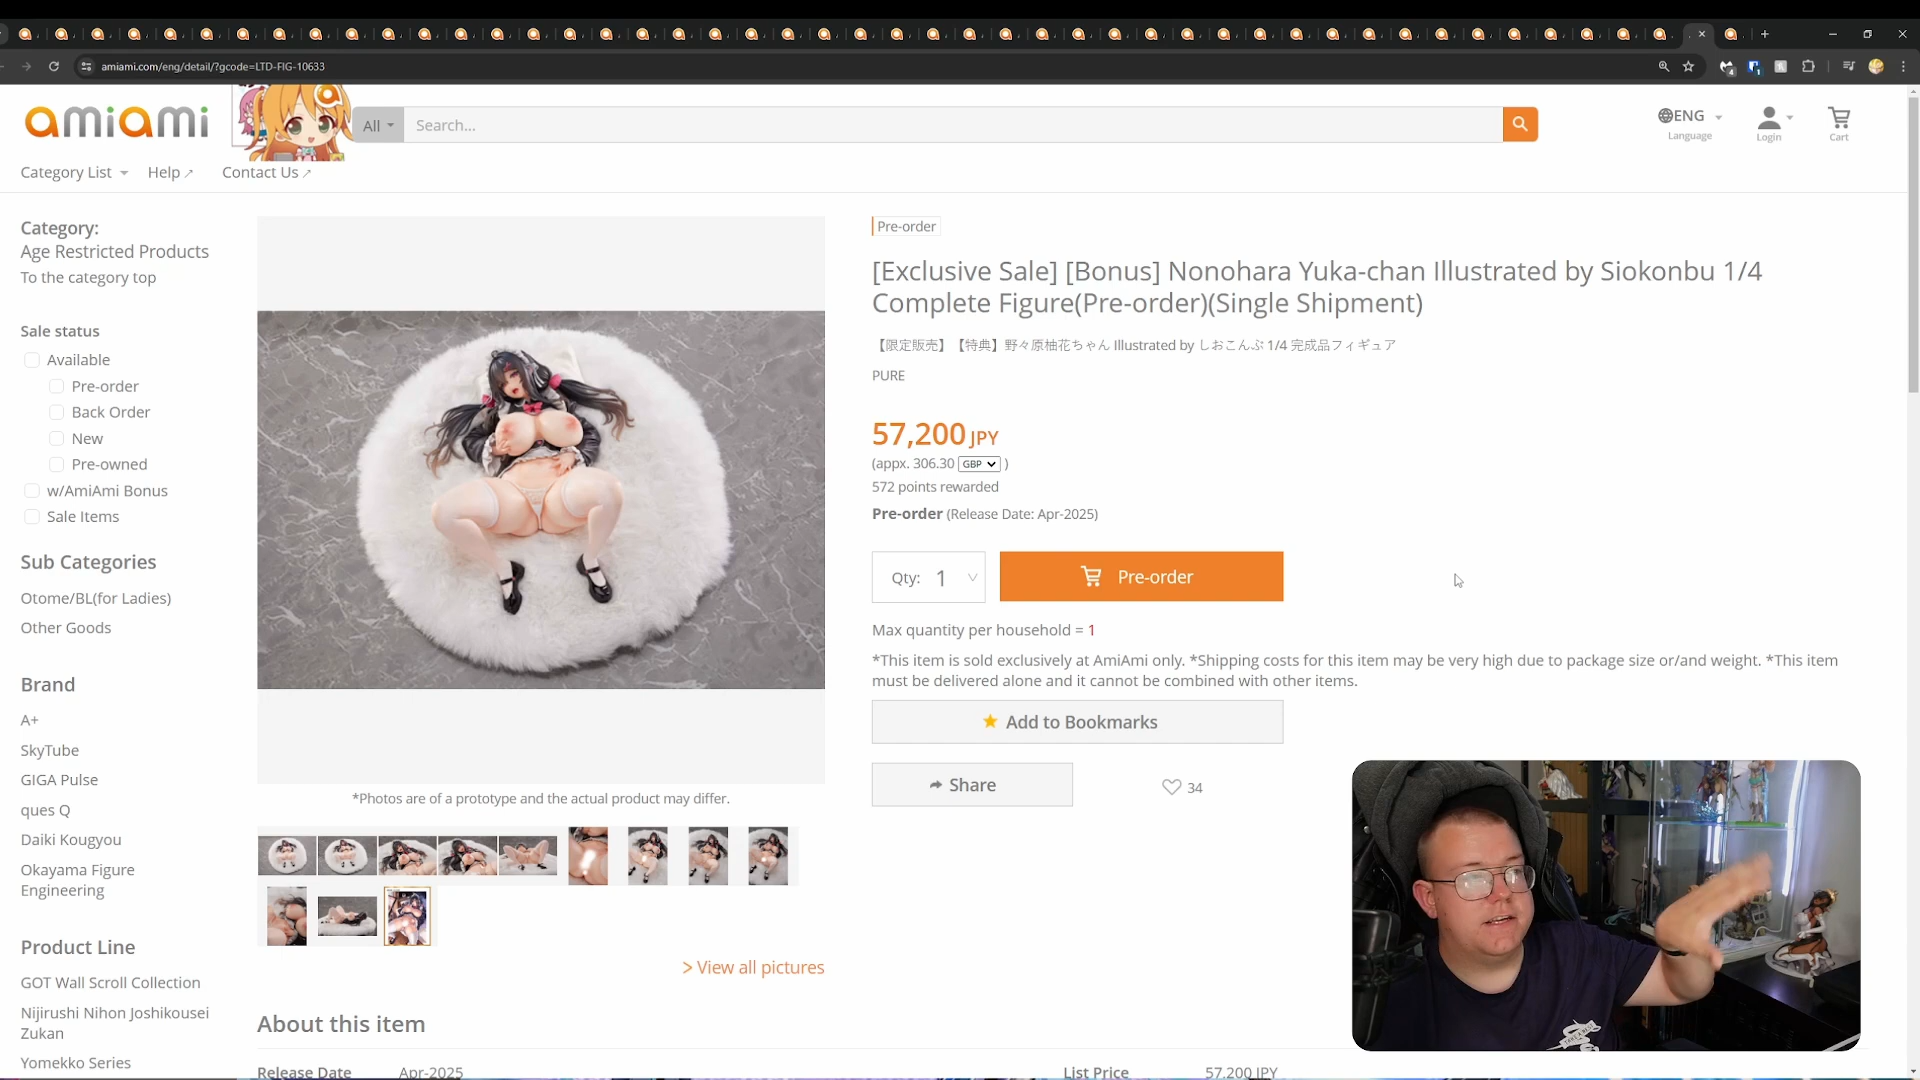 amiami.com/eng/detail/?gcode=LTD-FIG-10633
amiami
All
Search...
ENG
Language
Login
Cart
Category List
Help
Contact Us
Category:
Age Restricted Products
To the category top
Sale status
Available
Pre-order
Back Order
New
Pre-owned
w/AmiAmi Bonus
Sale Items
Sub Categories
Otome/BL(for Ladies)
Other Goods
Brand
A+
SkyTube
GIGA Pulse
ques Q
Daiki Kougyou
Okayama Figure
Engineering
Product Line
GOT Wall Scroll Collection
Nijirushi Nihon Joshikousei
Zukan
Yomekko Series
*Photos are of a prototype and the actual product may differ.
> View all pictures
Pre-order
[Exclusive Sale] [Bonus] Nonohara Yuka-chan Illustrated by Siokonbu 1/4
Complete Figure(Pre-order)(Single Shipment)
【限定販売】【特典】野々原柚花ちゃん Illustrated by しおこんぶ 1/4 完成品フィギュア
PURE
57,200 JPY
(appx. 306.30 GBP )
572 points rewarded
Pre-order (Release Date: Apr-2025)
Qty: 1
Pre-order
Max quantity per household = 1
*This item is sold exclusively at AmiAmi only. *Shipping costs for this item may be very high due to package size or/and weight. *This item
must be delivered alone and it cannot be combined with other items.
Add to Bookmarks
Share
34
About this item
Release Date Apr-2025
List Price 57,200 JPY